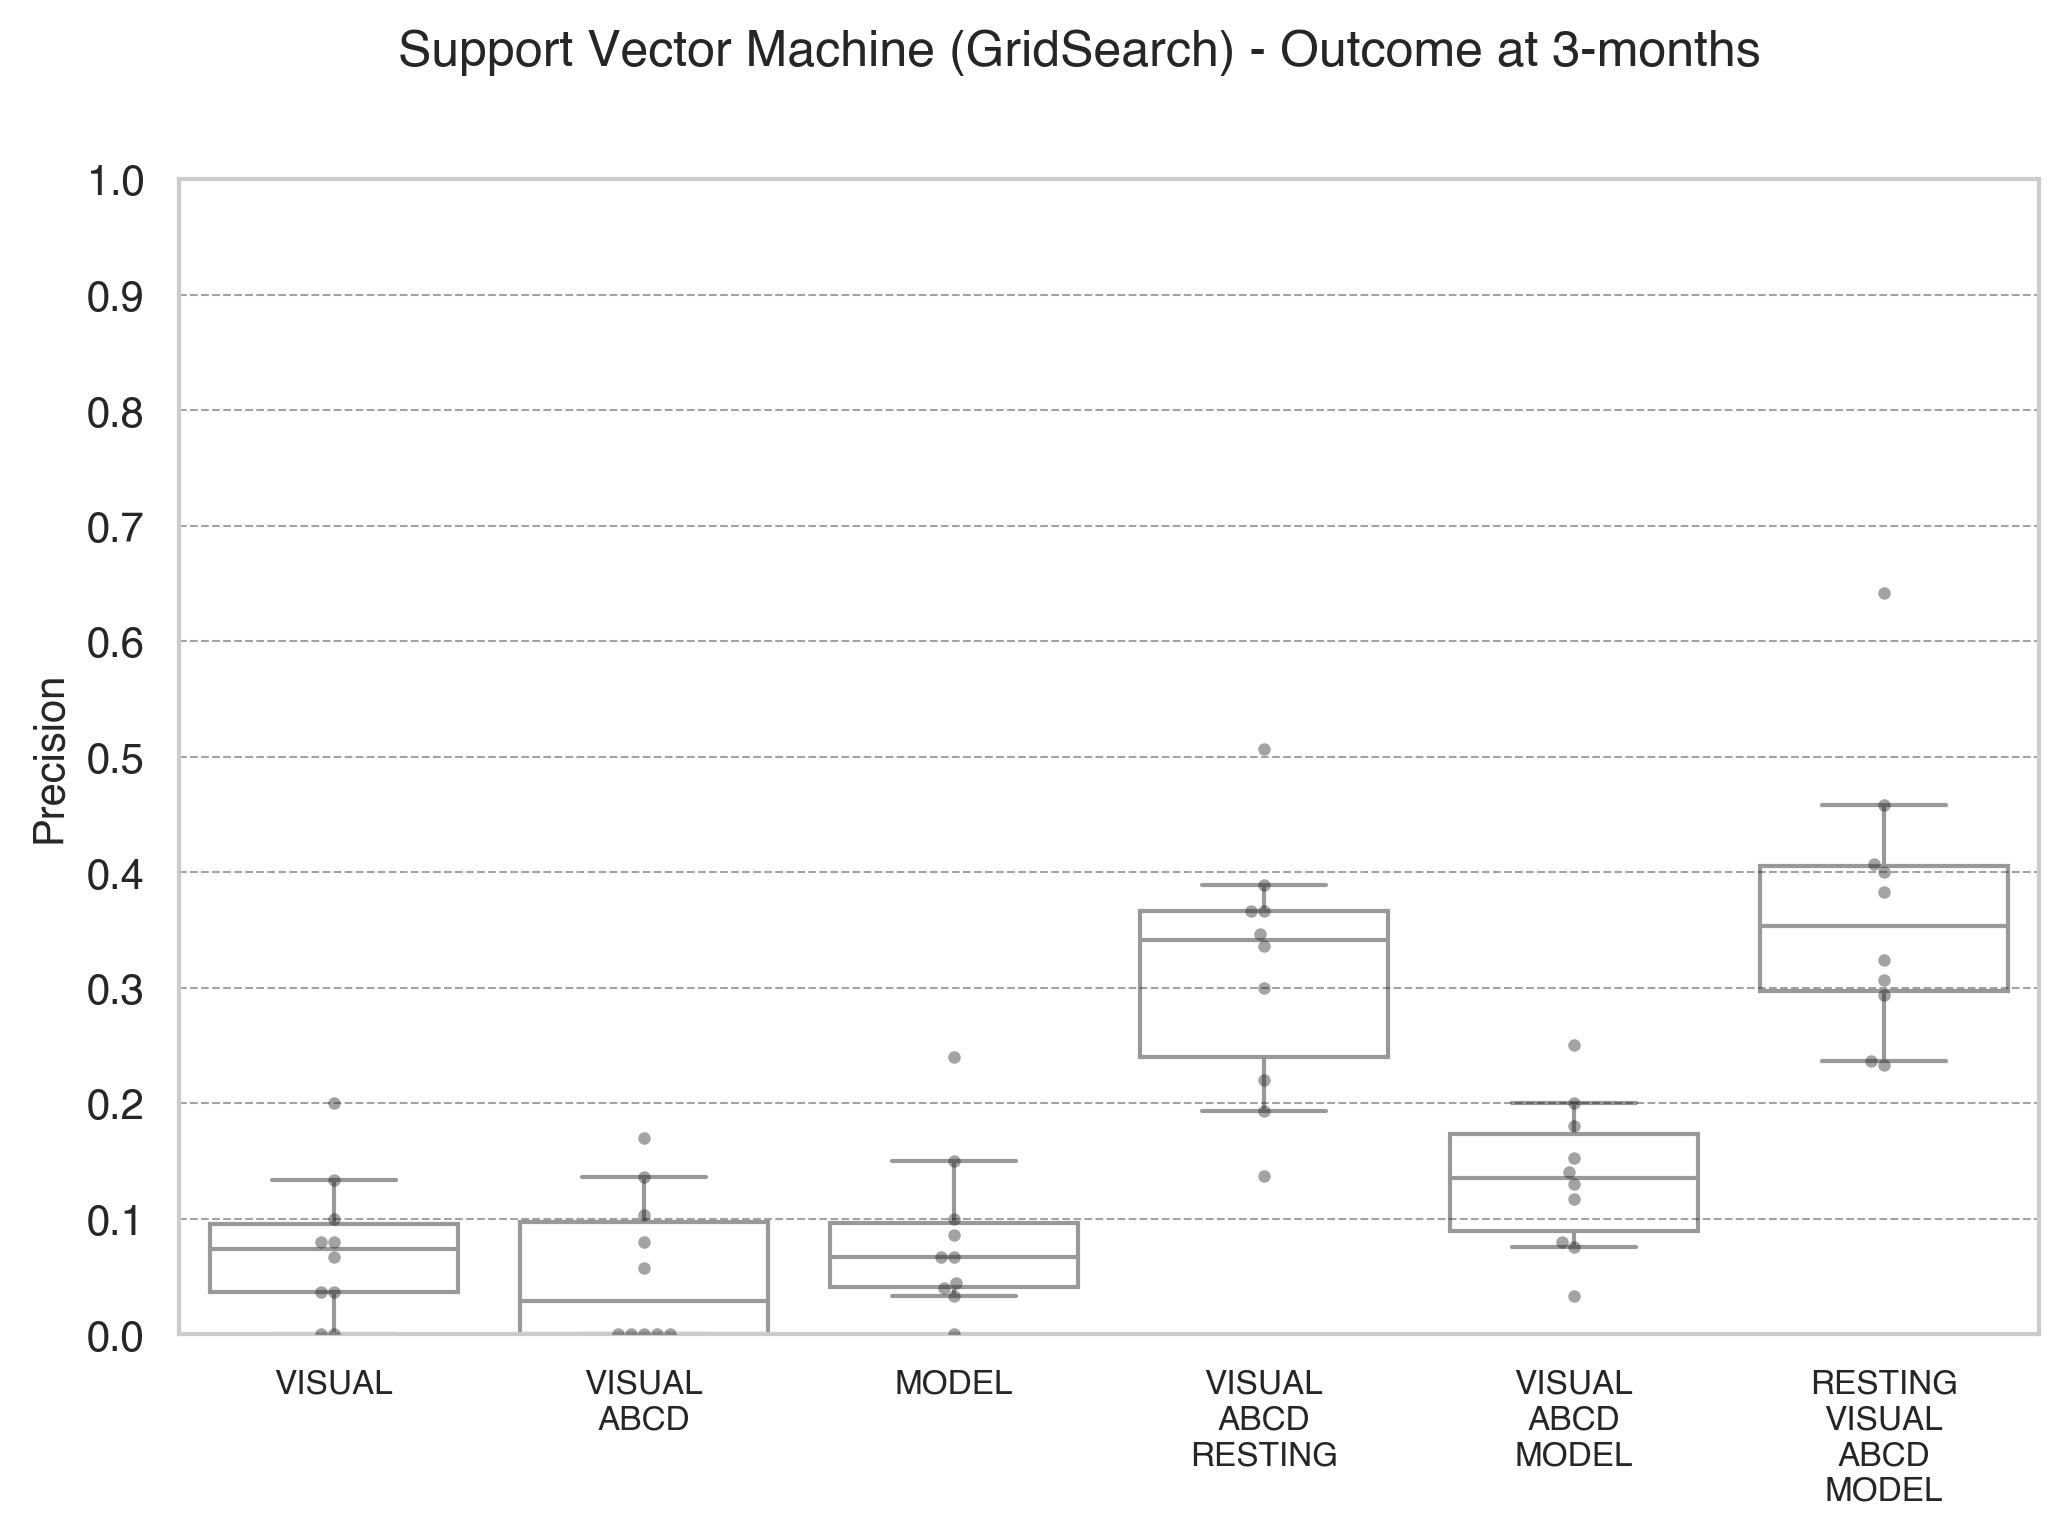 Support Vector Machine (GridSearch) - Outcome at 3-months
1.0
0.9
0.8
0.7
0.6
0.5
0.4
0.3
0.2
0.1
0.0
Precision
VISUAL
VISUAL
ABCD
MODEL
VISUAL
ABCD
RESTING
VISUAL
ABCD
MODEL
RESTING
VISUAL
ABCD
MODEL